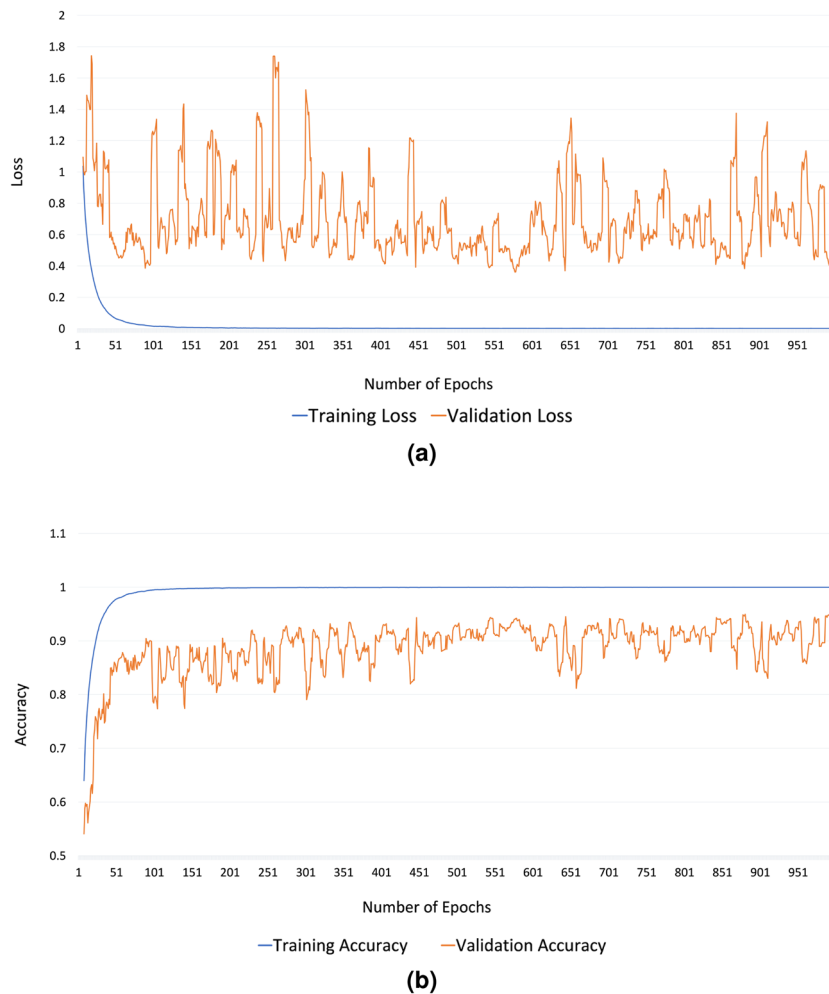 2
1.8
1.6
1.4
1.2
1
0.8
0.6
0.4
0.2
0
Loss
1 51 101 151 201 251 301 351 401 451 501 551 601 651 701 751 801 851 901 951
Number of Epochs
Training Loss Validation Loss
(a)
1.1
1
0.9
0.8
0.7
0.6
0.5
Accuracy
1 51 101 151 201 251 301 351 401 451 501 551 601 651 701 751 801 851 901 951
Number of Epochs
Training Accuracy Validation Accuracy
(b)